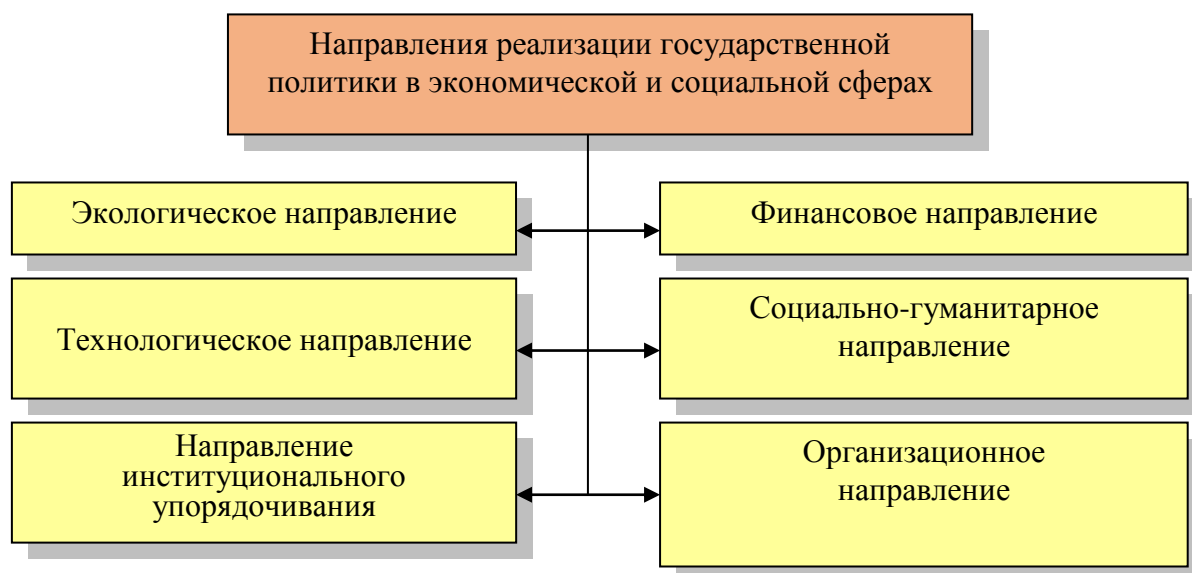 Направления реализации государственной
политики в экономической и социальной сферах
Экологическое направление
Финансовое направление
Технологическое направление
Социально-гуманитарное
направление
Направление
институционального
упорядочивания
Организационное
направление